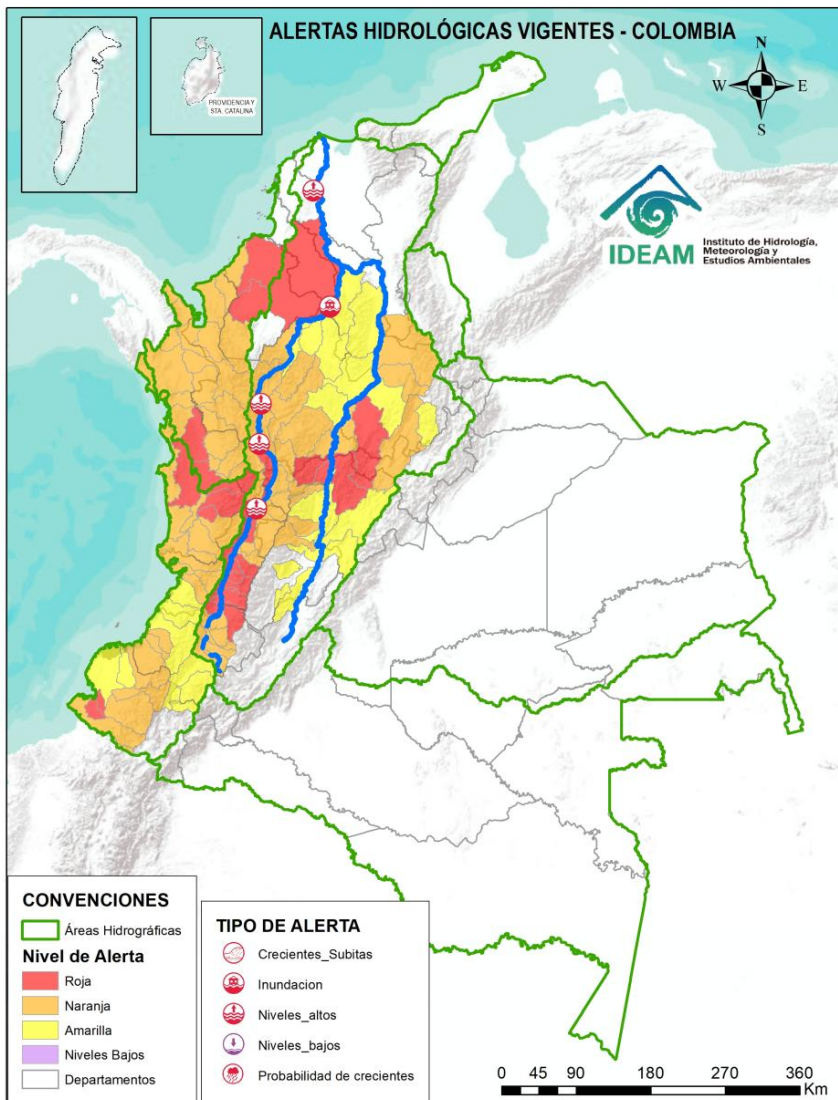 ALERTAS HIDROLÓGICAS VIGENTES - COLOMBIA
PROVIDENCIA Y
STA. CATALINA
N
W
E
S
IDEAM
Instituto de Hidrología,
Meteorología y
Estudios Ambientales
CONVENCIONES
Áreas Hidrográficas
Nivel de Alerta
Roja
Naranja
Amarilla
Niveles Bajos
Departamentos
TIPO DE ALERTA
Crecientes_Subitas
Inundacion
Niveles_altos
Niveles_bajos
Probabilidad de crecientes
0 45 90 180 270 360
Km